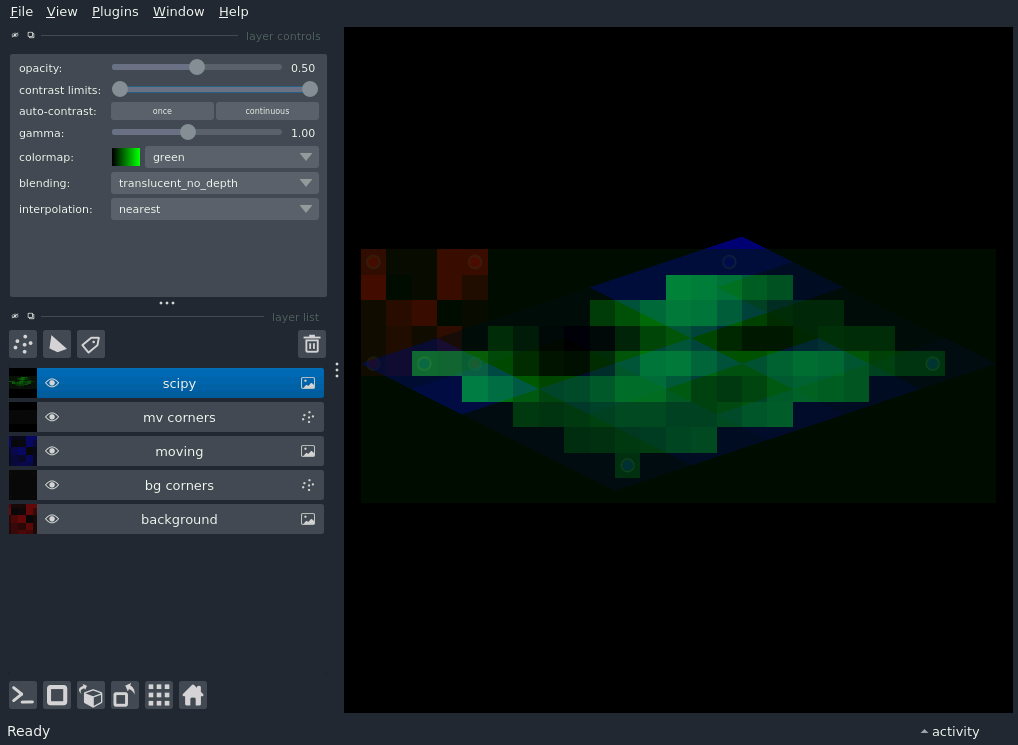 File View Plugins Window Help
layer controls
opacity: 0.50
contrast limits:
auto-contrast: once continuous
gamma: 1.00
colormap: green
blending: translucent_no_depth
interpolation: nearest
layer list
scipy
mv corners
moving
bg corners
background
Ready activity